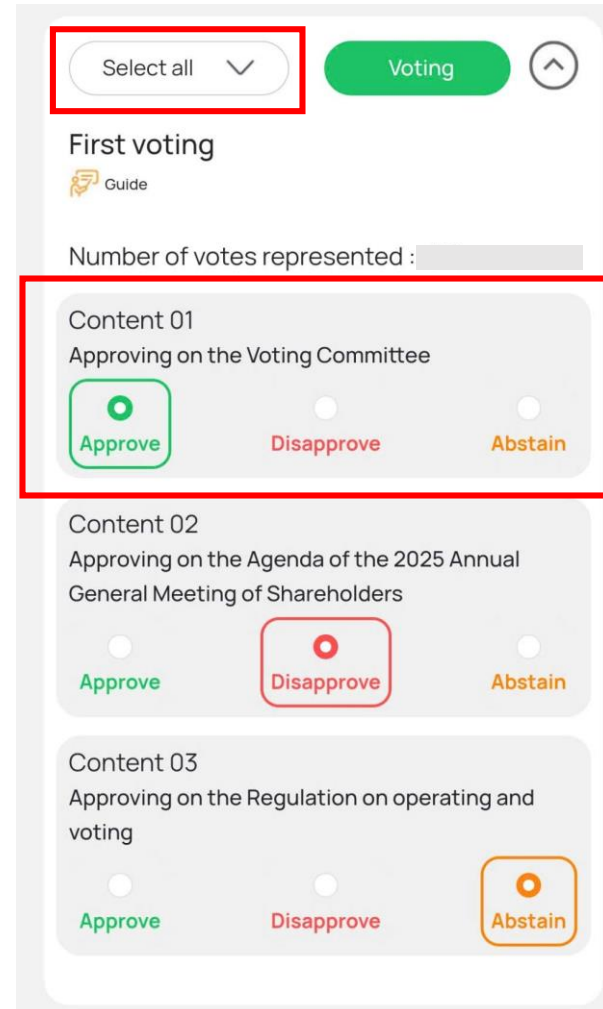 Select all
Voting
First voting
Guide
Number of votes represented :
Content 01
Approving on the Voting Committee
Approve
Disapprove
Abstain
Content 02
Approving on the Agenda of the 2025 Annual
General Meeting of Shareholders
Approve
Disapprove
Abstain
Content 03
Approving on the Regulation on operating and
voting
Approve
Disapprove
Abstain